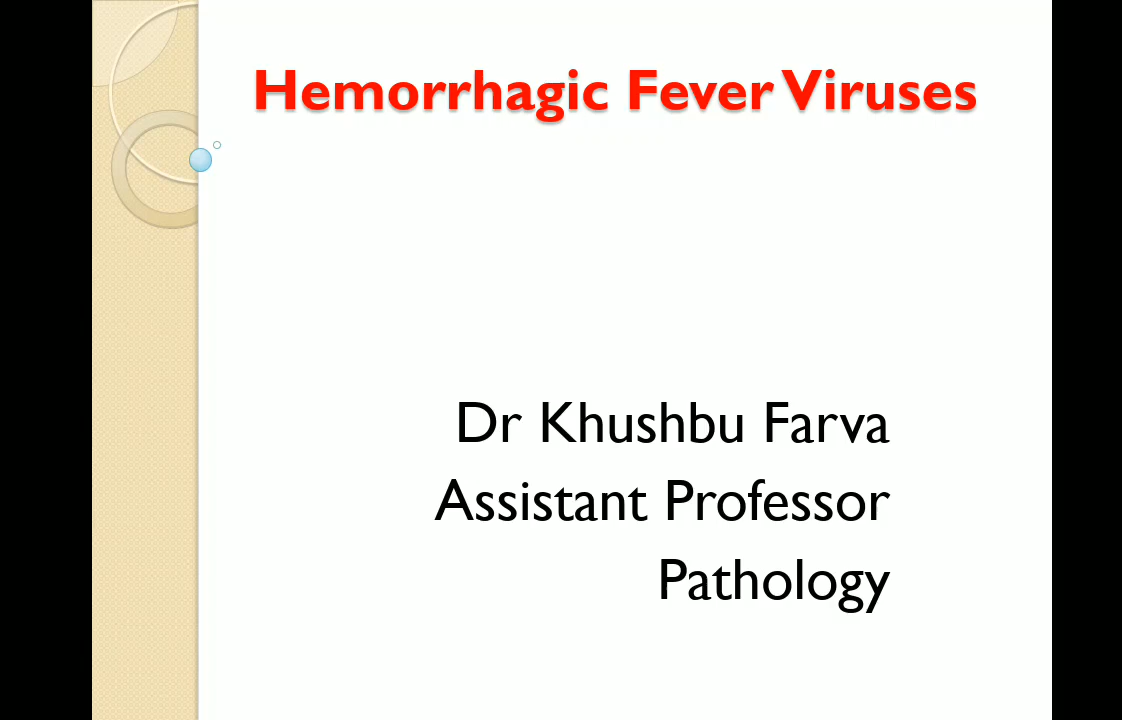 Hemorrhagic Fever Viruses
Dr Khushbu Farva
Assistant Professor
Pathology